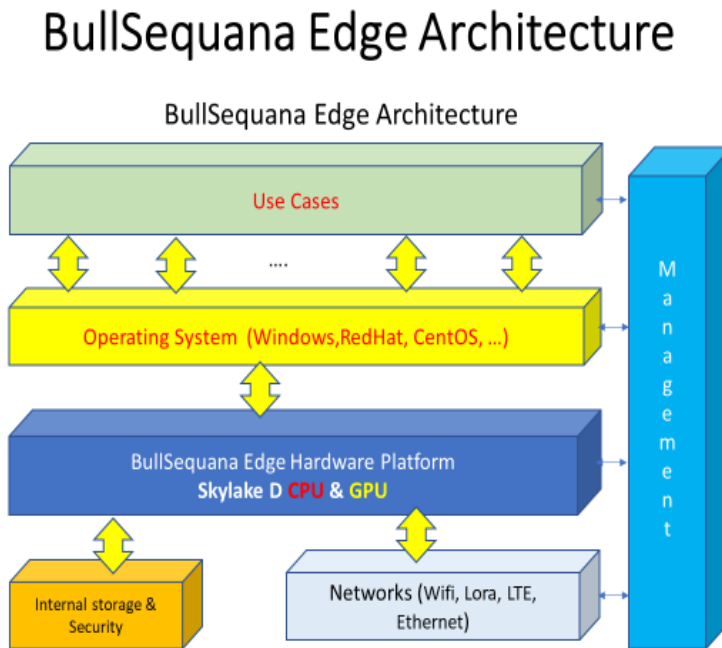 BullSequana Edge Architecture
BullSequana Edge Architecture
Use Cases
....
Operating System (Windows,RedHat, CentOS, ...)
BullSequana Edge Hardware Platform
Skylake D CPU & GPU
Internal storage &
Security
Networks (Wifi, Lora, LTE,
Ethernet)
Management